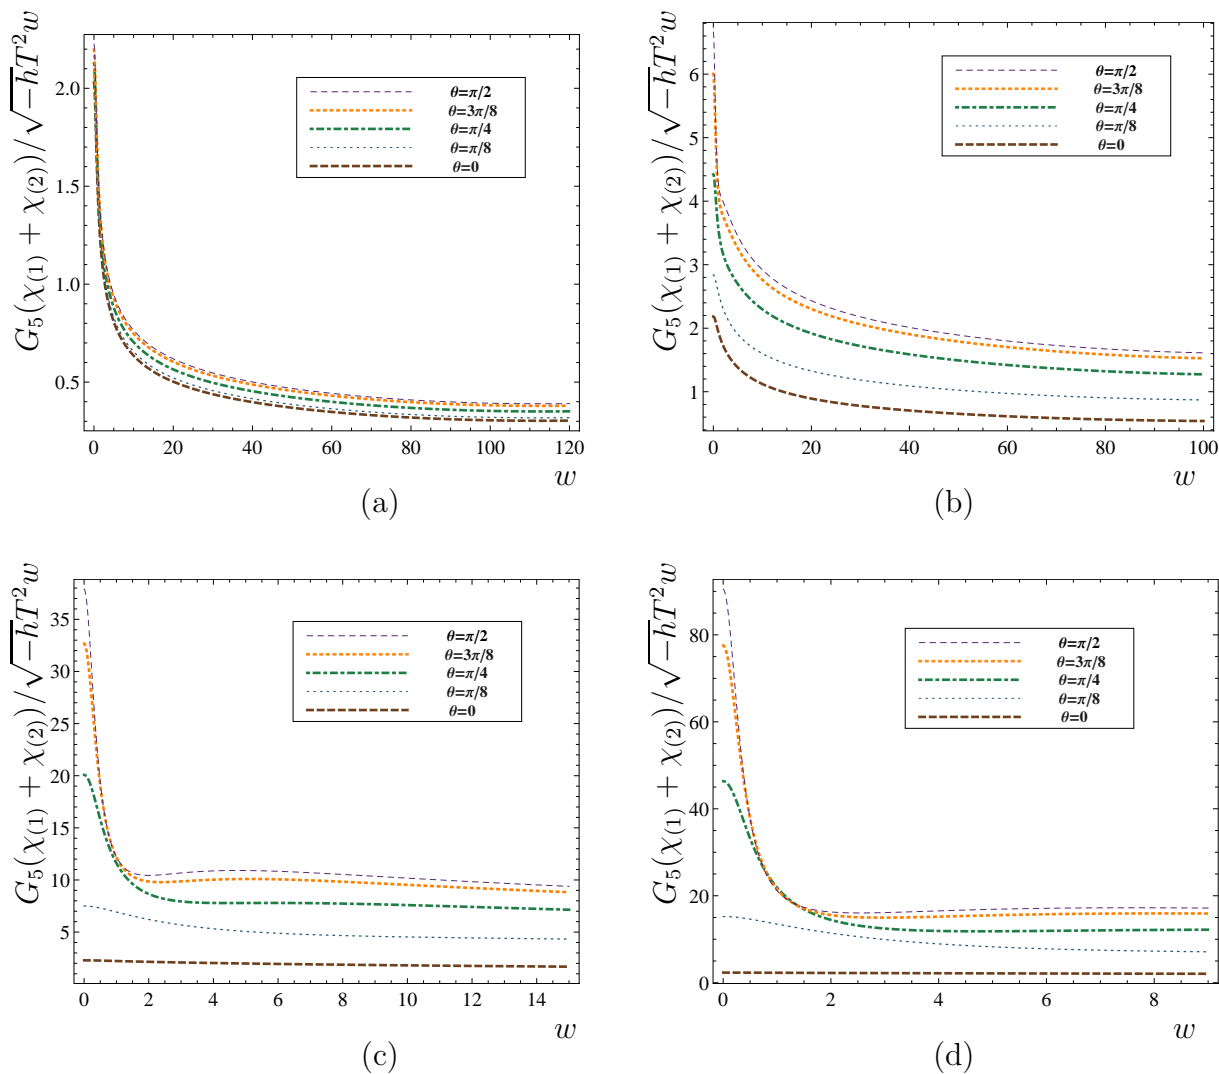 G₅(χ₍₁₎ + χ₍₂₎)/√−hT²w
2.0
1.5
1.0
0.5
θ=π/2
θ=3π/8
θ=π/4
θ=π/8
θ=0
0 20 40 60 80 100 120
w
(a)
G₅(χ₍₁₎ + χ₍₂₎)/√−hT²w
6
5
4
3
2
1
θ=π/2
θ=3π/8
θ=π/4
θ=π/8
θ=0
0 20 40 60 80 100
w
(b)
G₅(χ₍₁₎ + χ₍₂₎)/√−hT²w
35
30
25
20
15
10
5
θ=π/2
θ=3π/8
θ=π/4
θ=π/8
θ=0
0 2 4 6 8 10 12 14
w
(c)
G₅(χ₍₁₎ + χ₍₂₎)/√−hT²w
80
60
40
20
0
θ=π/2
θ=3π/8
θ=π/4
θ=π/8
θ=0
0 2 4 6 8
w
(d)